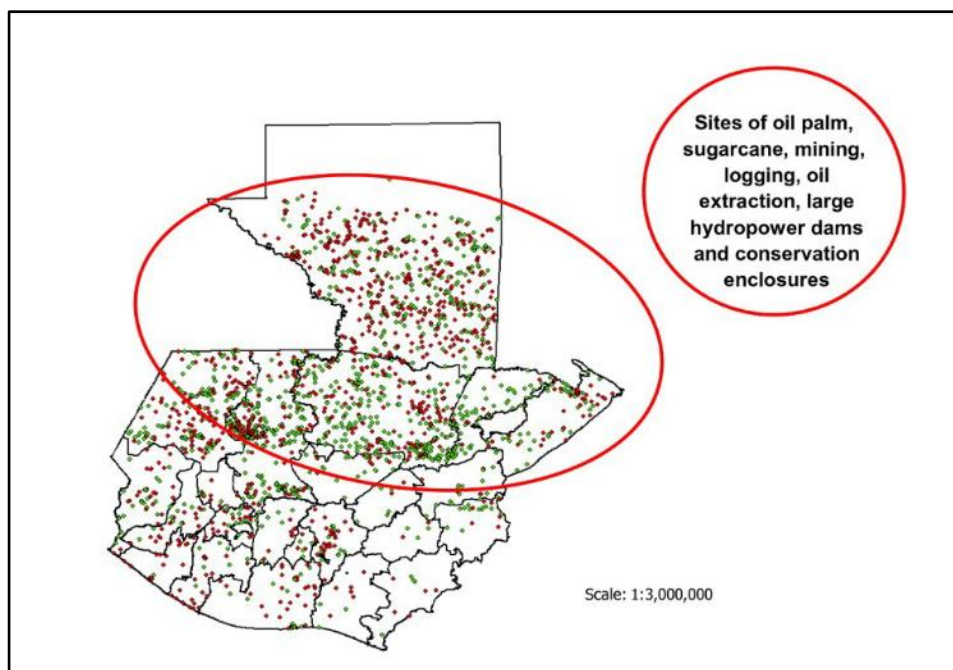 Sites of oil palm,
sugarcane, mining,
logging, oil
extraction, large
hydropower dams
and conservation
enclosures
Scale: 1:3,000,000